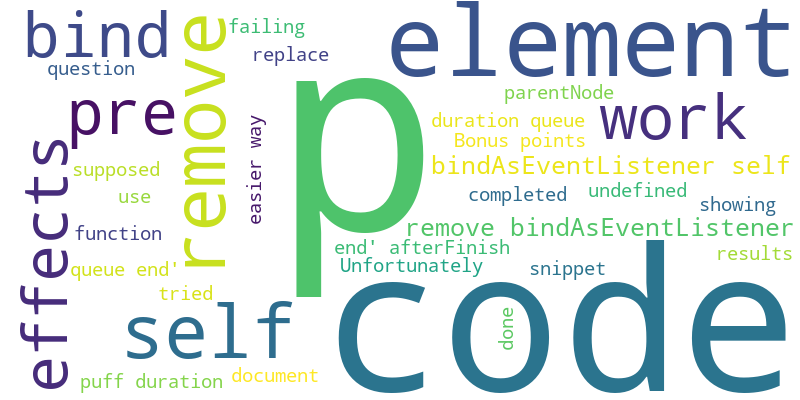 bind
failing
element
question
remove
replace
p
parentNode
pre
easier way
duration queue
work
Bonus points
effects
bindAsEventListener self
supposed
completed
undefined
use
showing
function
remove bindAsEventListener
end' afterFinish
results
queue end'
Unfortunately
snippet
tried
code
self
done
puff duration
document